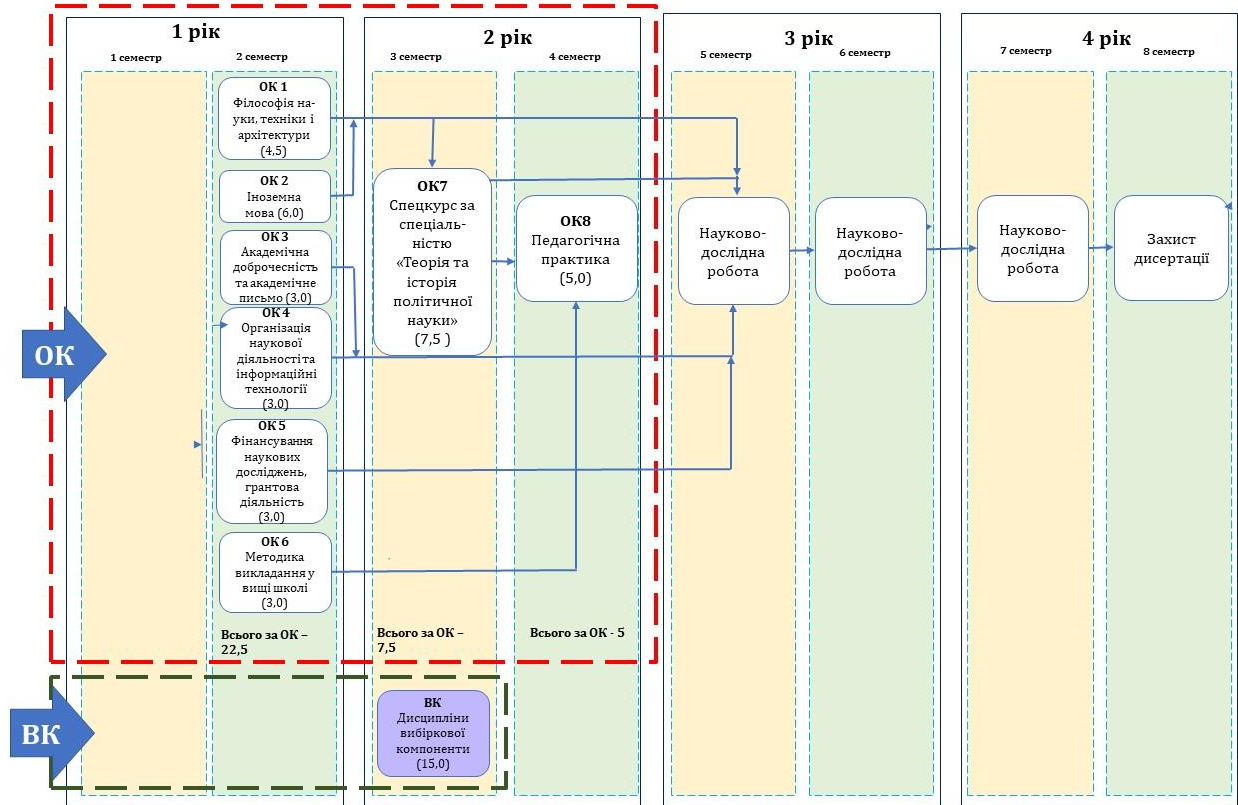 1 рік
1 семестр
2 семестр
2 рік
3 семестр
4 семестр
3 рік
5 семестр
6 семестр
4 рік
7 семестр
8 семестр
ОК
ОК 1
Філософія на-
уки, техніки і
архітектури
(4,5)
ОК 2
Іноземна
мова (6,0)
ОК 3
Академічна
доброчесність
та академічне
письмо (3,0)
ОК 4
Організація
наукової
діяльності та
інформаційні
технології
(3,0)
ОК 5
Фінансування
наукових
досліджень,
грантова
діяльність
(3,0)
ОК 6
Методика
викладання у
вищі школі
(3,0)
Всього за ОК –
22,5
ОК7
Спецкурс за
спеціаль-
ністю
«Теорія та
історія
політичної
науки»
(7,5 )
Всього за ОК –
7,5
ОК8
Педагогічна
практика
(5,0)
Всього за ОК - 5
Науково-
дослідна
робота
Науково-
дослідна
робота
Науково-
дослідна
робота
Захист
дисертації
ВК
ВК
Дисципліни
вибіркової
компоненти
(15,0)